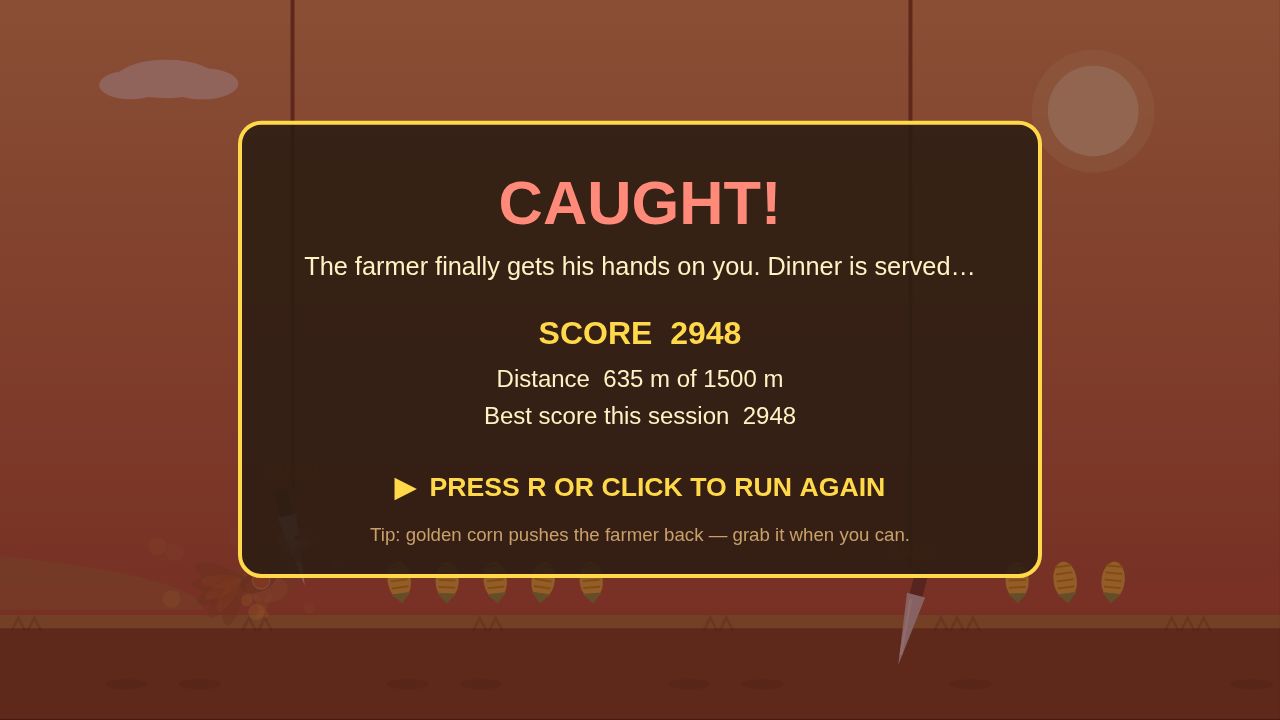 CAUGHT!
The farmer finally gets his hands on you. Dinner is served…
SCORE 2948
Distance 635 m of 1500 m
Best score this session 2948
▶ PRESS R OR CLICK TO RUN AGAIN
Tip: golden corn pushes the farmer back — grab it when you can.